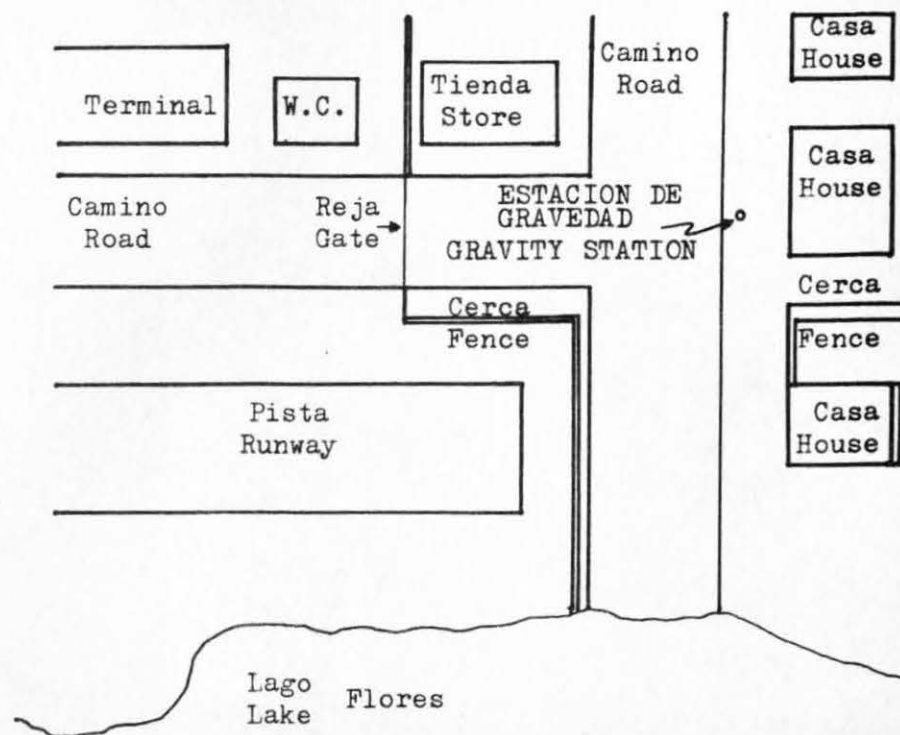 Casa
House
Camino
Road
Terminal
W.C.
Tienda
Store
Casa
House
Camino
Road
Reja
Gate
ESTACION DE
GRAVEDAD
GRAVITY STATION
Cerca
Fence
Cerca
Fence
Pista
Runway
Casa
House
Lago
Lake
Flores